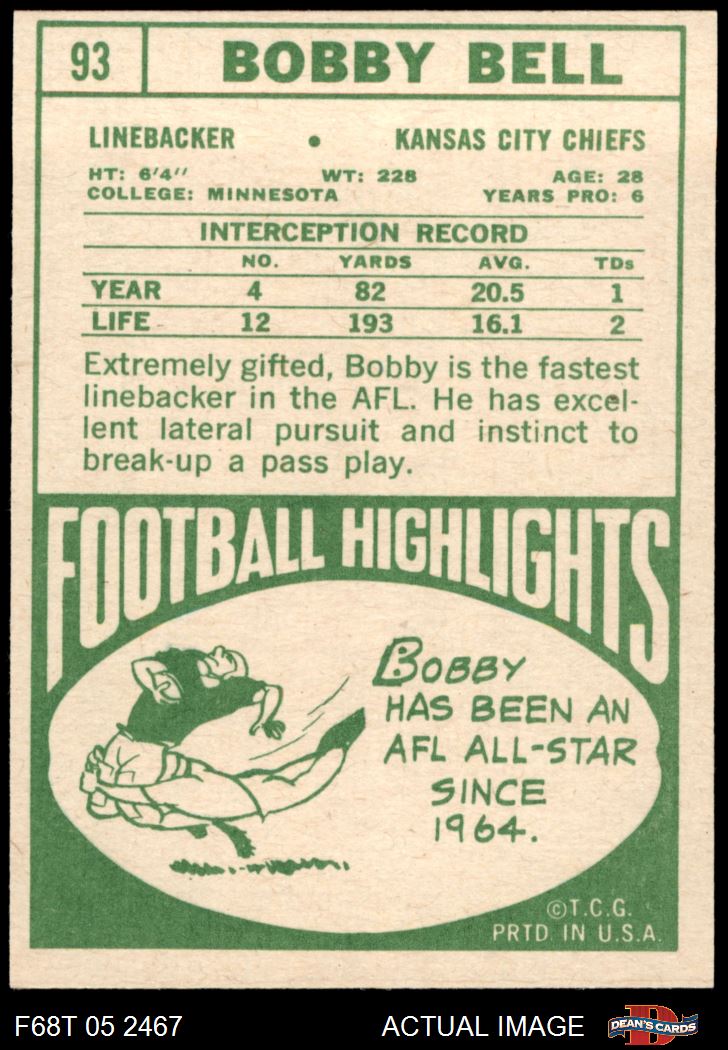 93 BOBBY BELL
LINEBACKER • KANSAS CITY CHIEFS
HT: 6'4" WT: 228 AGE: 28
COLLEGE: MINNESOTA YEARS PRO: 6
INTERCEPTION RECORD
NO. YARDS AVG. TDs
YEAR 4 82 20.5 1
LIFE 12 193 16.1 2
Extremely gifted, Bobby is the fastest
linebacker in the AFL. He has excel-
lent lateral pursuit and instinct to
break-up a pass play.
FOOTBALL HIGHLIGHTS
BOBBY
HAS BEEN AN
AFL ALL-STAR
SINCE
1964.
©T.C.G.
PRTD. IN U.S.A.
F68T 05 2467 ACTUAL IMAGE DEAN'S CARDS